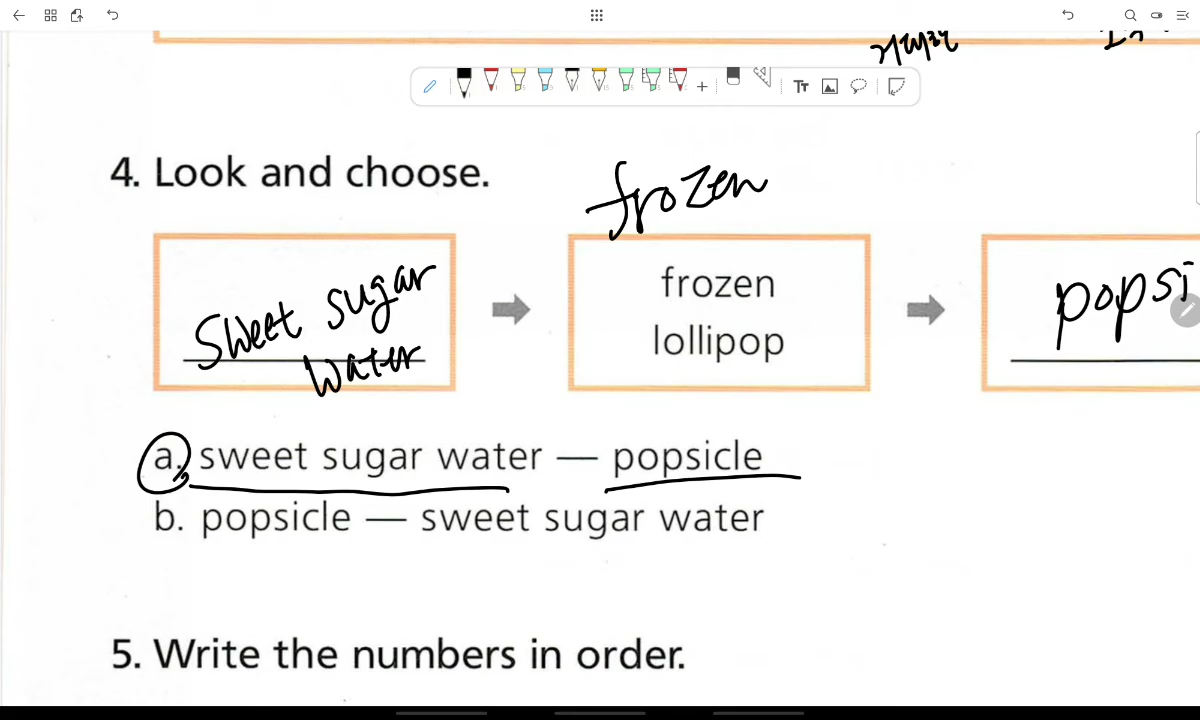 4. Look and choose.
frozen
sweet sugar
water
frozen
lollipop
popsi
a. sweet sugar water — popsicle
b. popsicle — sweet sugar water
5. Write the numbers in order.